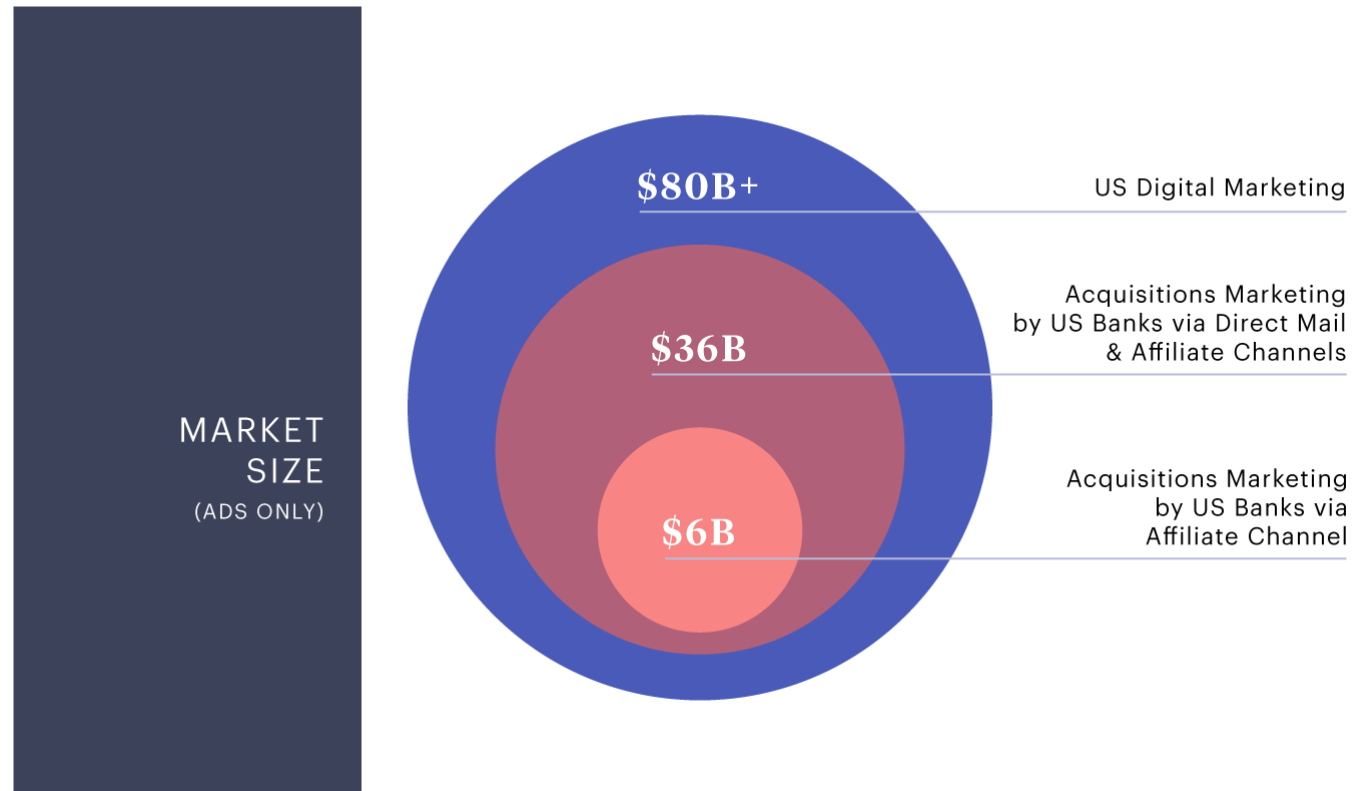 MARKET
SIZE
(ADS ONLY)
$80B+
US Digital Marketing
$36B
Acquisitions Marketing
by US Banks via Direct Mail
& Affiliate Channels
$6B
Acquisitions Marketing
by US Banks via
Affiliate Channel